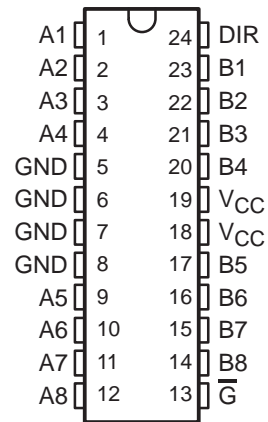 A1 1 24 DIR
A2 2 23 B1
A3 3 22 B2
A4 4 21 B3
GND 5 20 B4
GND 6 19 VCC
GND 7 18 VCC
GND 8 17 B5
A5 9 16 B6
A6 10 15 B7
A7 11 14 B8
A8 12 13 G̅